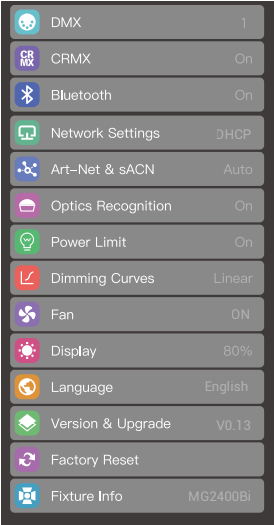 DMX 1
CR
MX
CRMX On
Bluetooth On
Network Settings DHCP
Art-Net & sACN Auto
Optics Recognition On
Power Limit On
Dimming Curves Linear
Fan ON
Display 80%
Language English
Version & Upgrade V0.13
Factory Reset
Fixture Info MG2400Bi